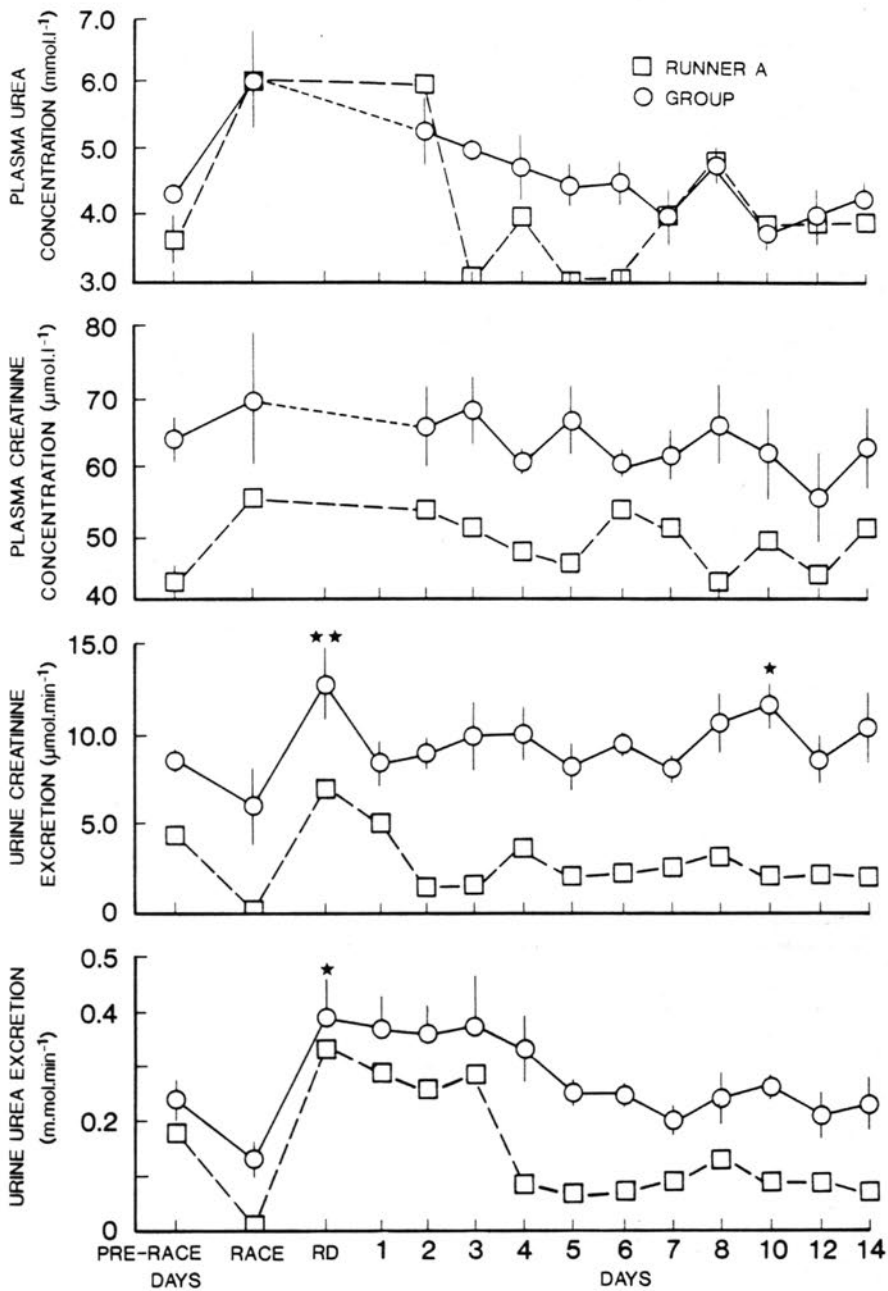 PLASMA UREA
CONCENTRATION (mmol.l⁻¹)
7.0
6.0
5.0
4.0
3.0
RUNNER A
GROUP
PLASMA CREATININE
CONCENTRATION (μmol.l⁻¹)
80
70
60
50
40
URINE CREATININE
EXCRETION (μmol.min⁻¹)
15.0
10.0
5.0
0
★★
★
URINE UREA EXCRETION
(m.mol.min⁻¹)
0.5
0.4
0.2
0
★
PRE-RACE RACE RD 1 2 3 4 5 6 7 8 10 12 14
DAYS DAYS